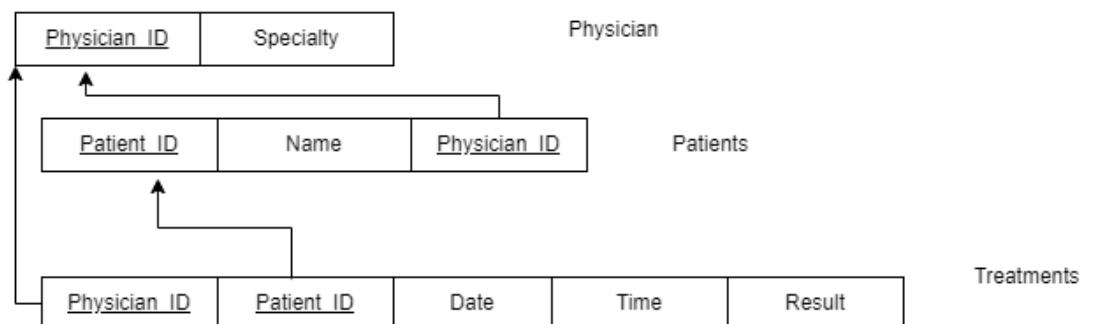 Physician_ID Specialty Physician
Patient_ID Name Physician_ID Patients
Treatments
Physician_ID Patient_ID Date Time Result